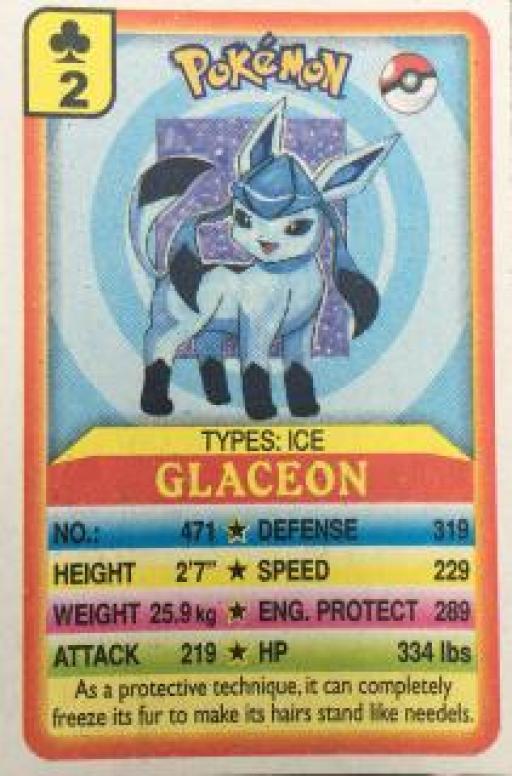 2
POKéMON
TYPES: ICE
GLACEON
NO.: 471 ★ DEFENSE 319
HEIGHT 2'7" ★ SPEED 229
WEIGHT 25.9 kg ★ ENG. PROTECT 289
ATTACK 219 ★ HP 334 lbs
As a protective technique, it can completely
freeze its fur to make its hairs stand like needels.